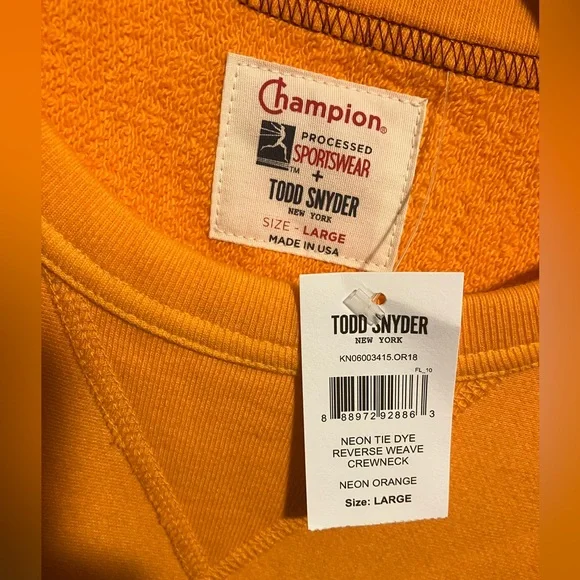 Champion®
PROCESSED
SPORTSWEAR
TM
+
TODD SNYDER
NEW YORK
SIZE - LARGE
MADE IN USA
TODD SNYDER
NEW YORK
KN06003415.OR18
FL_10
8 88972 92886 3
NEON TIE DYE
REVERSE WEAVE
CREWNECK
NEON ORANGE
Size: LARGE